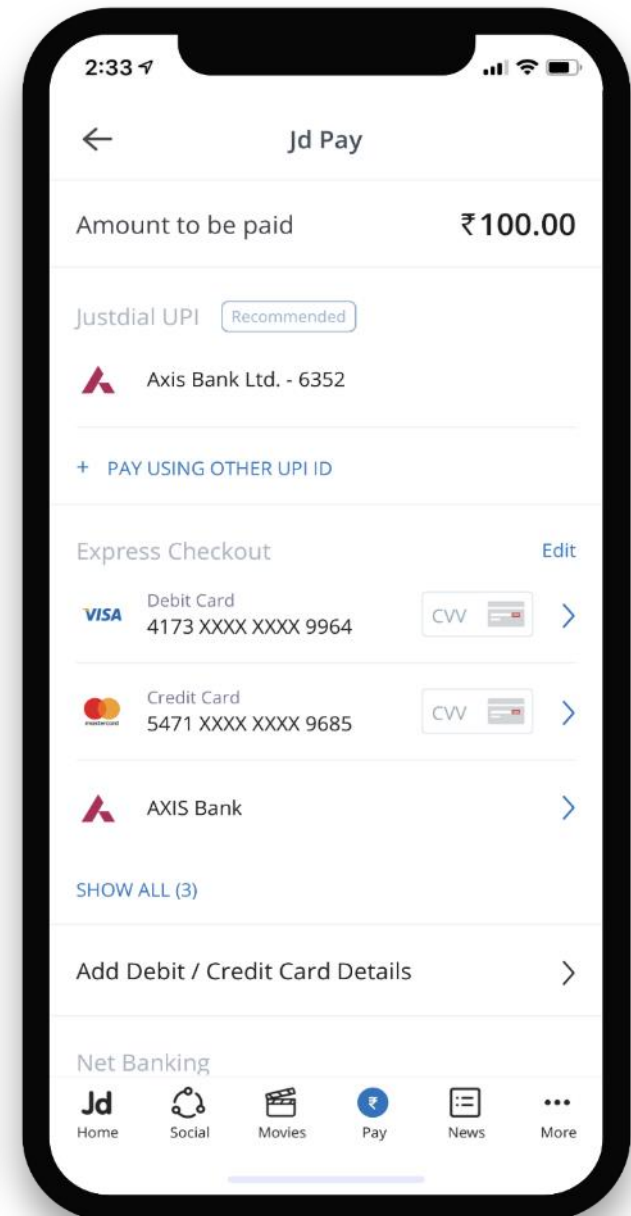 2:33
Jd Pay
Amount to be paid ₹100.00
Justdial UPI Recommended
Axis Bank Ltd. - 6352
+ PAY USING OTHER UPI ID
Express Checkout Edit
VISA Debit Card
4173 XXXX XXXX 9964 CVV
mastercard Credit Card
5471 XXXX XXXX 9685 CVV
AXIS Bank
SHOW ALL (3)
Add Debit / Credit Card Details
Net Banking
Jd ₹
Home Social Movies Pay News More